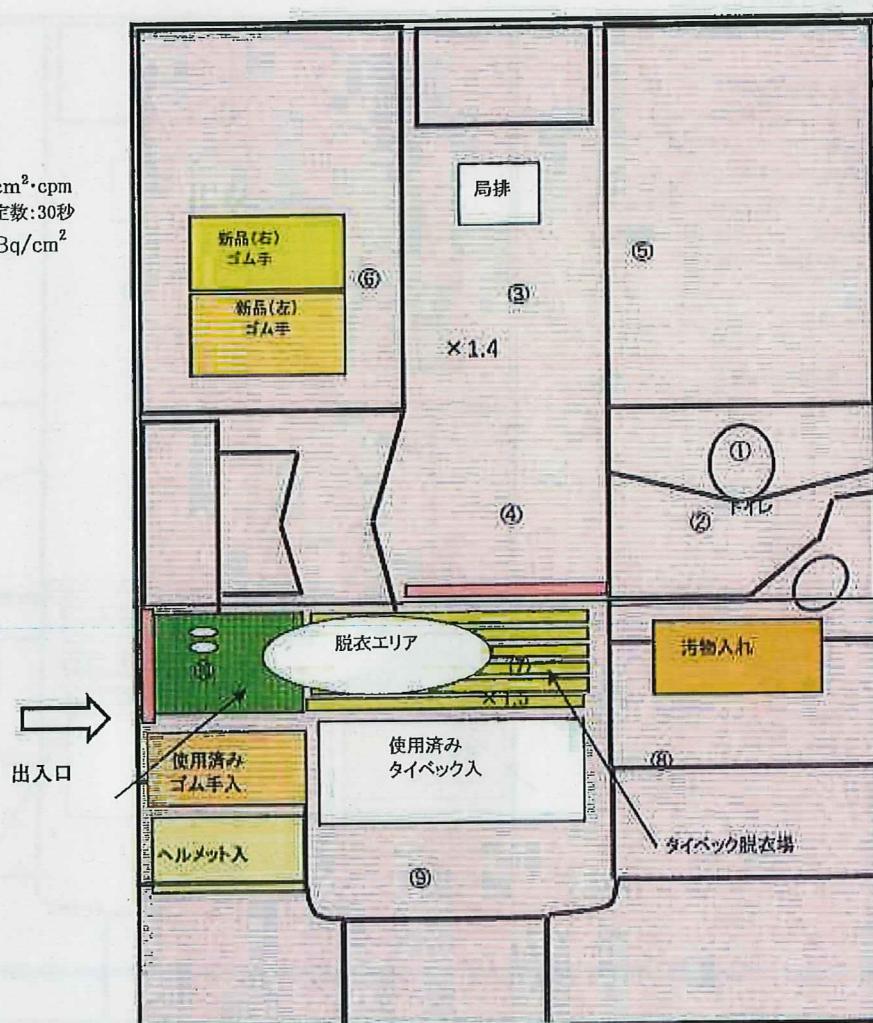 cm²・cpm
定数:30秒
Bq/cm²
局排
新品(右)
ゴム手
⑥
新品(左)
ゴム手
③
⑤
×1.4
①
④
②
トイレ
脱衣エリア
⑦
×1.5
汚物入れ
出入口
使用済み
ゴム手入
使用済み
タイベック入
⑧
ヘルメット入
タイベック脱衣場
⑨